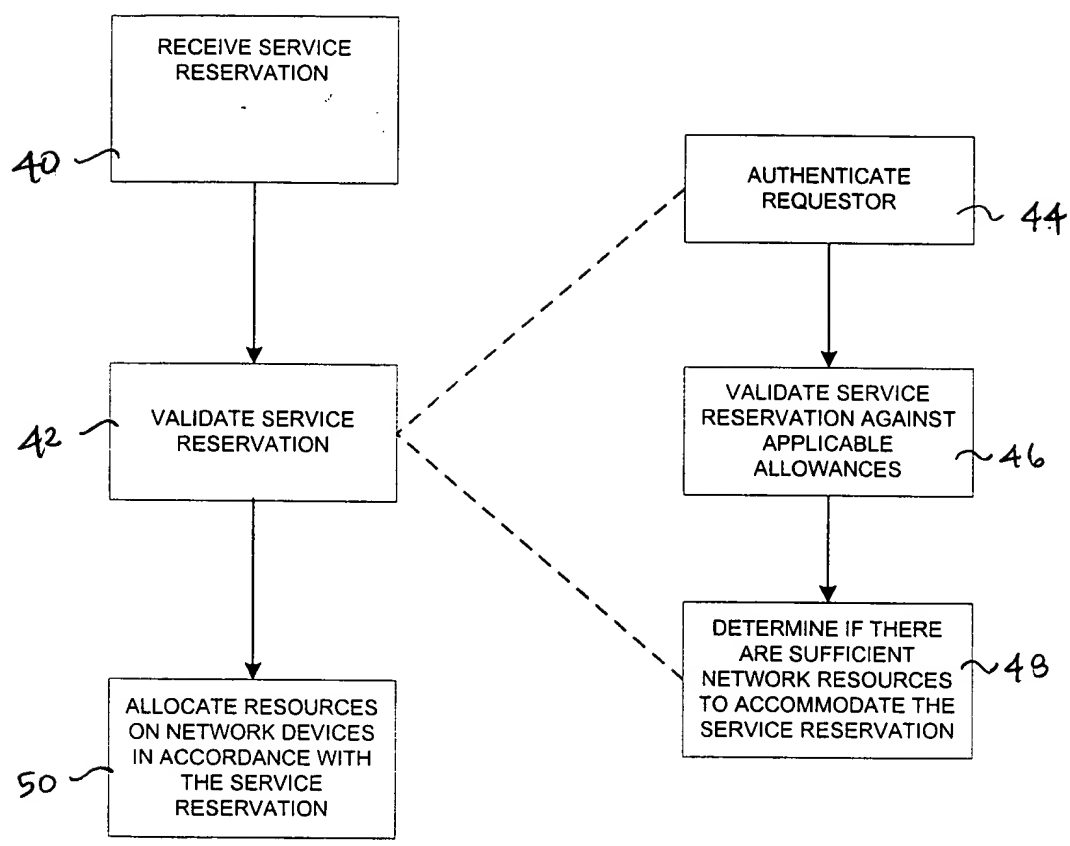 RECEIVE SERVICE
RESERVATION
40
AUTHENTICATE
REQUESTOR
44
VALIDATE SERVICE
RESERVATION
42
VALIDATE SERVICE
RESERVATION AGAINST
APPLICABLE
ALLOWANCES
46
DETERMINE IF THERE
ARE SUFFICIENT
NETWORK RESOURCES
TO ACCOMMODATE THE
SERVICE RESERVATION
48
ALLOCATE RESOURCES
ON NETWORK DEVICES
IN ACCORDANCE WITH
THE SERVICE
RESERVATION
50